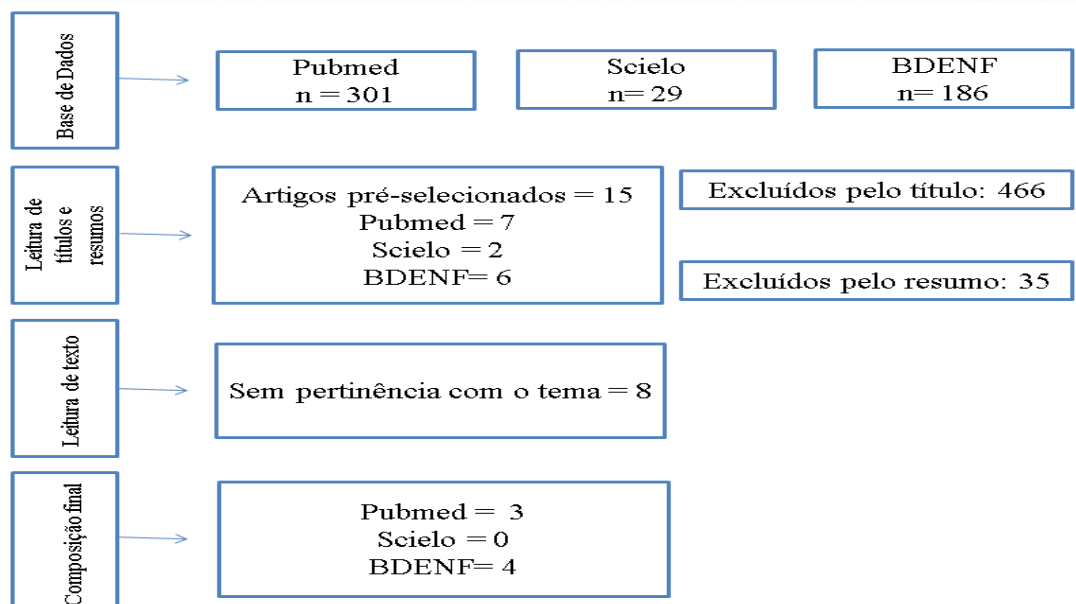 Base de Dados
Pubmed
n = 301
Scielo
n= 29
BDENF
n= 186
Leitura de
títulos e
resumos
Artigos pré-selecionados = 15
Pubmed = 7
Scielo = 2
BDENF= 6
Excluídos pelo título: 466
Excluídos pelo resumo: 35
Leitura de texto
Sem pertinência com o tema = 8
Composição final
Pubmed = 3
Scielo = 0
BDENF= 4